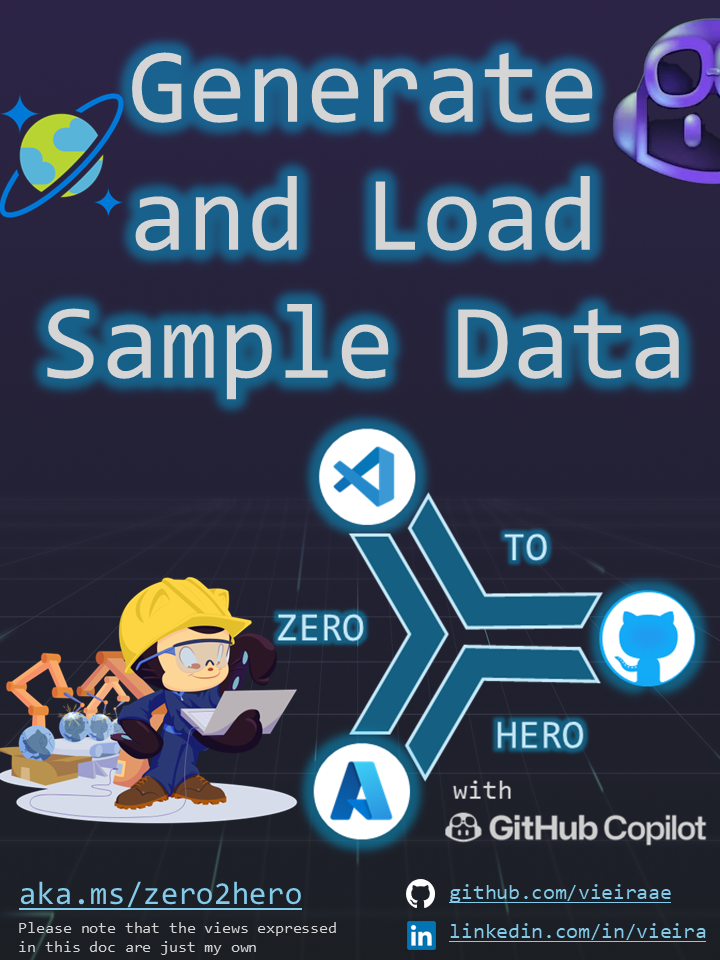 Generate
and Load
Sample Data
TO
ZERO
HERO
with
GitHub Copilot
aka.ms/zero2hero
Please note that the views expressed
in this doc are just my own
github.com/vieiraae
linkedin.com/in/vieira